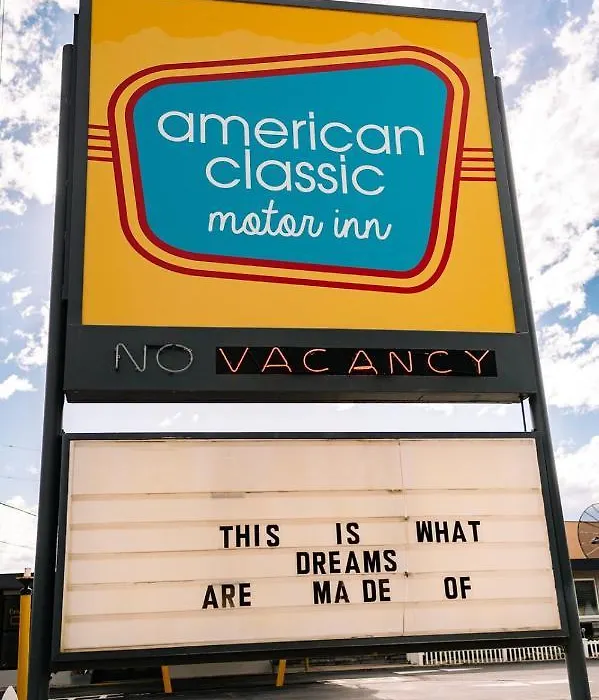 american
classic
motor inn
NO VACANCY
THIS IS WHAT
DREAMS
ARE MADE OF